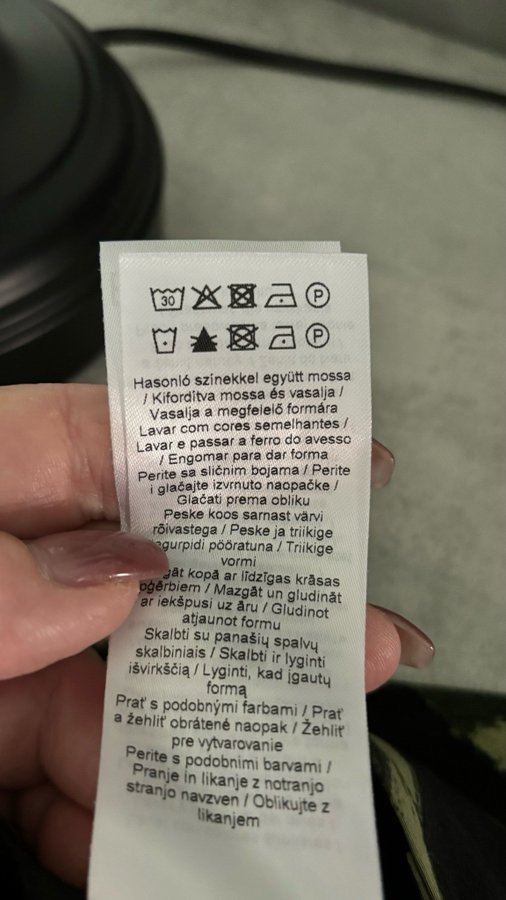 30 P
P
Hasonló színekkel együtt mossa
/ Kifordítva mossa és vasalja /
Vasalja a megfelelő formára
Lavar com cores semelhantes /
Lavar e passar a ferro do avesso
/ Engomar para dar forma
Perite sa sličnim bojama / Perite
i glačajte izvrnuto naopačke /
Glačati prema obliku
Peske koos sarnast värvi
rõivastega / Peske ja triikige
pööratuna / Triikige
vormi
kopā ar līdzīgas krāsas
/ Mazgāt un gludināt
ar iekšpusi uz āru / Gludinot
atjaunot formu
Skalbti su panašių spalvų
skalbiniais / Skalbti ir lyginti
išvirkščią / Lyginti, kad įgautų
formą
Prať s podobnými farbami / Prať
a žehliť obrátené naopak / Žehliť
pre vytvarovanie
Perite s podobnimi barvami /
Pranje in likanje z notranjo
stranjo navzven / Oblikujte z
likanjem